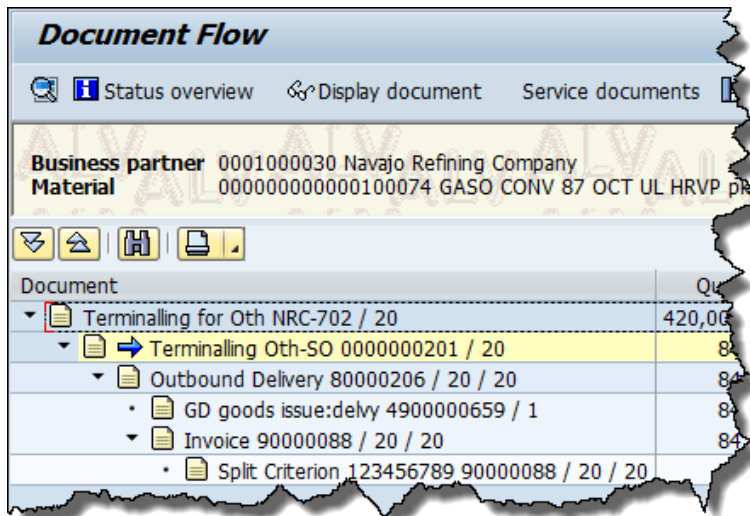 Document Flow
Status overview Display document Service documents
Business partner 0001000030 Navajo Refining Company
Material 000000000000100074 GASO CONV 87 OCT UL HRVP
Document
Terminalling for Oth NRC-702 / 20 420,00
Terminalling Oth-SO 0000000201 / 20
Outbound Delivery 80000206 / 20 / 20 84
GD goods issue:delvy 4900000659 / 1
Invoice 90000088 / 20 / 20 84
Split Criterion 123456789 90000088 / 20 / 20